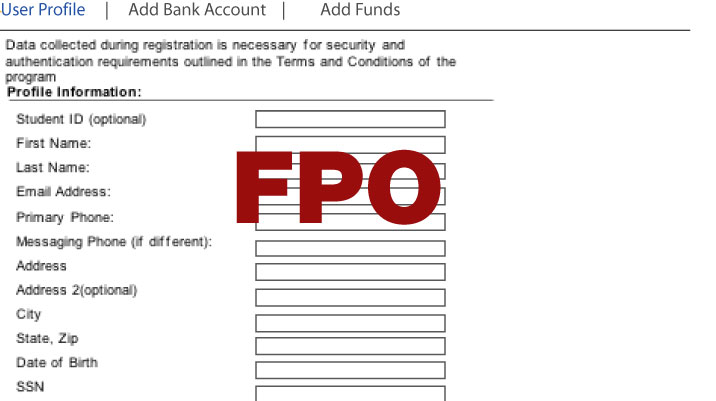 User Profile | Add Bank Account | Add Funds
Data collected during registration is necessary for security and
authentication requirements outlined in the Terms and Conditions of the
program
Profile Information:
Student ID (optional)
First Name:
Last Name:
Email Address:
Primary Phone:
FPO
Messaging Phone (if different):
Address
Address 2(optional)
City
State, Zip
Date of Birth
SSN